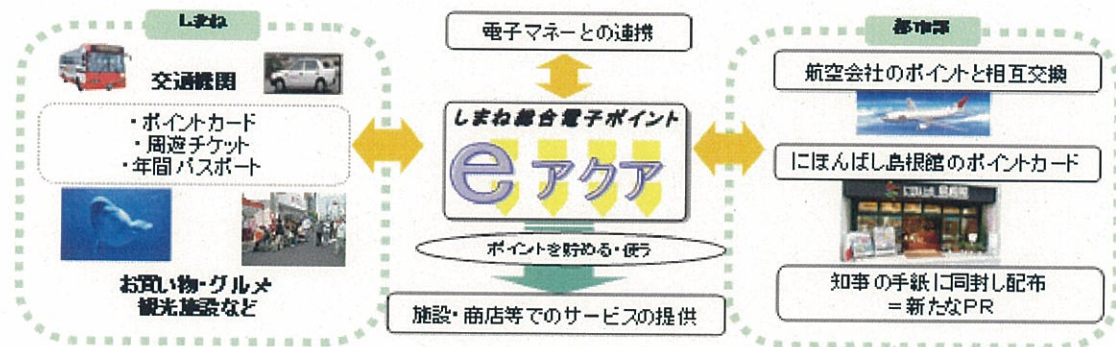 しまね
交通機関
・ポイントカード
・周遊チケット
・年間パスポート
お買い物・グルメ
観光施設など
電子マネーとの連携
しまね総合電子ポイント
eアクア
ポイントを貯める・使う
施設・商店等でのサービスの提供
都市部
航空会社のポイントと相互交換
にほんばし島根館のポイントカード
知事の手紙に同封し配布
=新たなPR